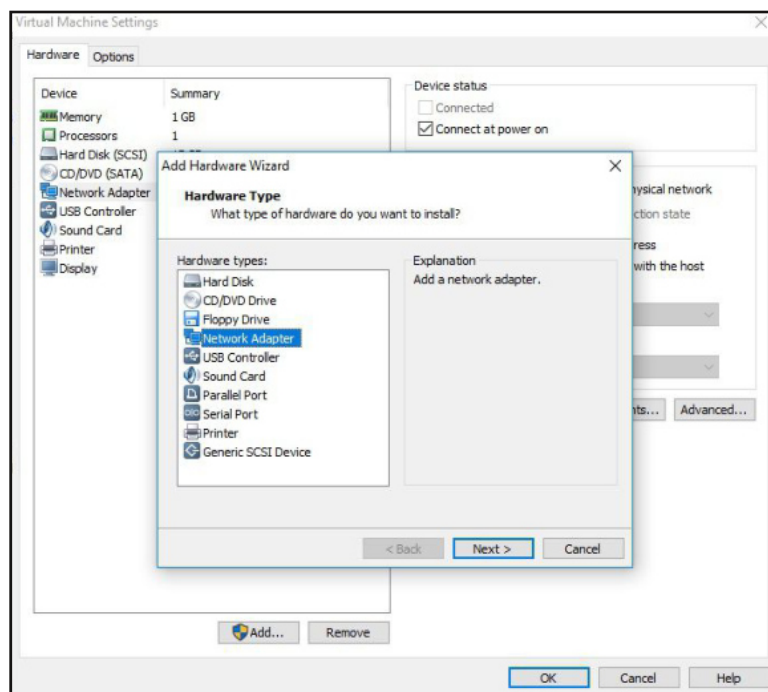 Virtual Machine Settings
Hardware Options
Device Summary
Memory 1 GB
Processors 1
Hard Disk (SCSI)
CD/DVD (SATA)
Network Adapter
USB Controller
Sound Card
Printer
Display
Device status
Connected
Connect at power on
Add Hardware Wizard
Hardware Type
What type of hardware do you want to install?
Hardware types:
Hard Disk
CD/DVD Drive
Floppy Drive
Network Adapter
USB Controller
Sound Card
Parallel Port
Serial Port
Printer
Generic SCSI Device
Explanation
Add a network adapter.
< Back Next > Cancel
network
state
with the host
Advanced...
Add... Remove
OK Cancel Help